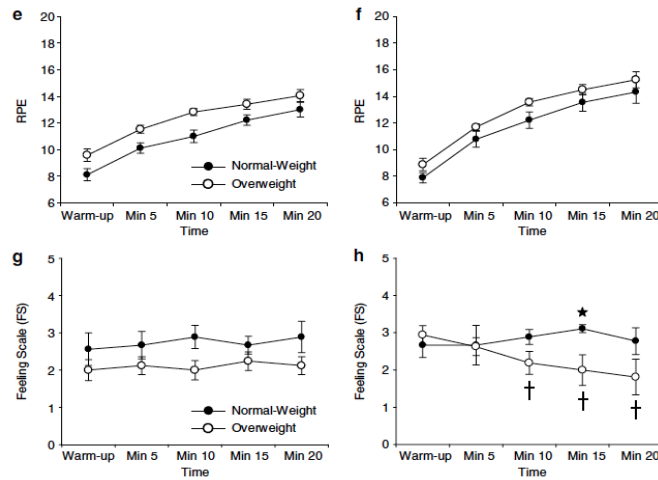 e
20
18
16
14
12
10
8
6
RPE
Normal-Weight
Overweight
Warm-up Min 5 Min 10 Min 15 Min 20
Time
f
20
18
16
14
12
10
8
6
RPE
Warm-up Min 5 Min 10 Min 15 Min 20
Time
g
5
4
3
2
1
Feeling Scale (FS)
Normal-Weight
Overweight
Warm-up Min 5 Min 10 Min 15 Min 20
Time
h
5
4
3
2
1
Feeling Scale (FS)
★
† † †
Normal-Weight
Overweight
Warm-up Min 5 Min 10 Min 15 Min 20
Time